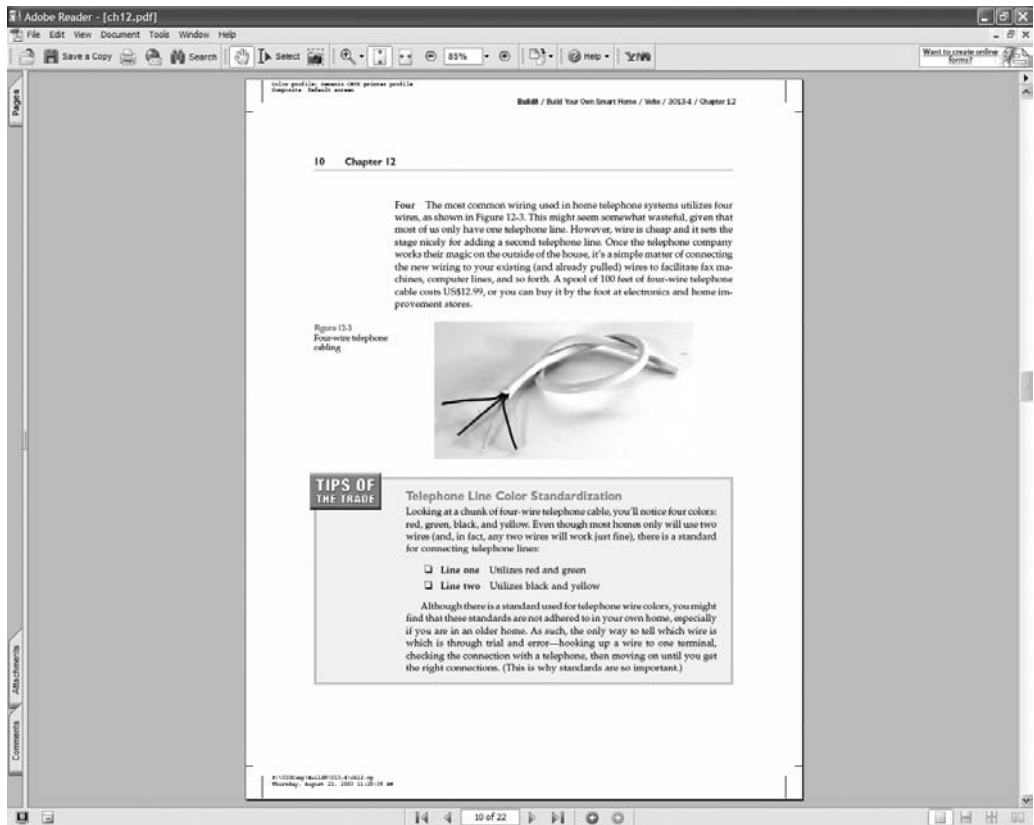 Adobe Reader - [ch12.pdf]
File Edit View Document Tools Window Help
Save a Copy Search Select 85% Help Y!
Want to create online
forms?
Pages
Color profile: Generic CMYK printer profile
Composite Default screen
Build8 / Build Your Own Smart Home / Velte / 3013-4 / Chapter 12
10 Chapter 12
Four The most common wiring used in home telephone systems utilizes four
wires, as shown in Figure 12-3. This might seem somewhat wasteful, given that
most of us only have one telephone line. However, wire is cheap and it sets the
stage nicely for adding a second telephone line. Once the telephone company
works their magic on the outside of the house, it's a simple matter of connecting
the new wiring to your existing (and already pulled) wires to facilitate fax ma-
chines, computer lines, and so forth. A spool of 100 feet of four-wire telephone
cable costs US$12.99, or you can buy it by the foot at electronics and home im-
provement stores.
Figure 12-3
Four-wire telephone
cabling
TIPS OF
THE TRADE
Telephone Line Color Standardization
Looking at a chunk of four-wire telephone cable, you'll notice four colors:
red, green, black, and yellow. Even though most homes only will use two
wires (and, in fact, any two wires will work just fine), there is a standard
for connecting telephone lines:
❑ Line one Utilizes red and green
❑ Line two Utilizes black and yellow
Although there is a standard used for telephone wire colors, you might
find that these standards are not adhered to in your own home, especially
if you are in an older home. As such, the only way to tell which wire is
which is through trial and error—hooking up a wire to one terminal,
checking the connection with a telephone, then moving on until you get
the right connections. (This is why standards are so important.)
Attachments
Comments
Thursday, August 21, 2003
10 of 22